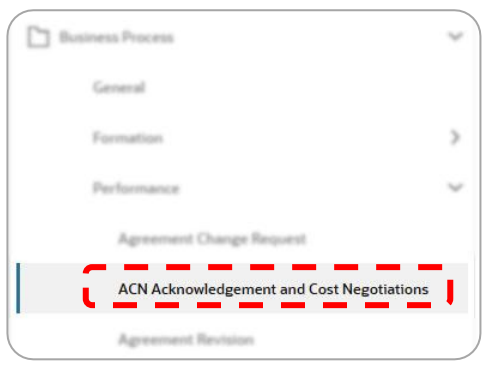 Business Process
General
Formation
Performance
Agreement Change Request
ACN Acknowledgement and Cost Negotiations
Agreement Revision